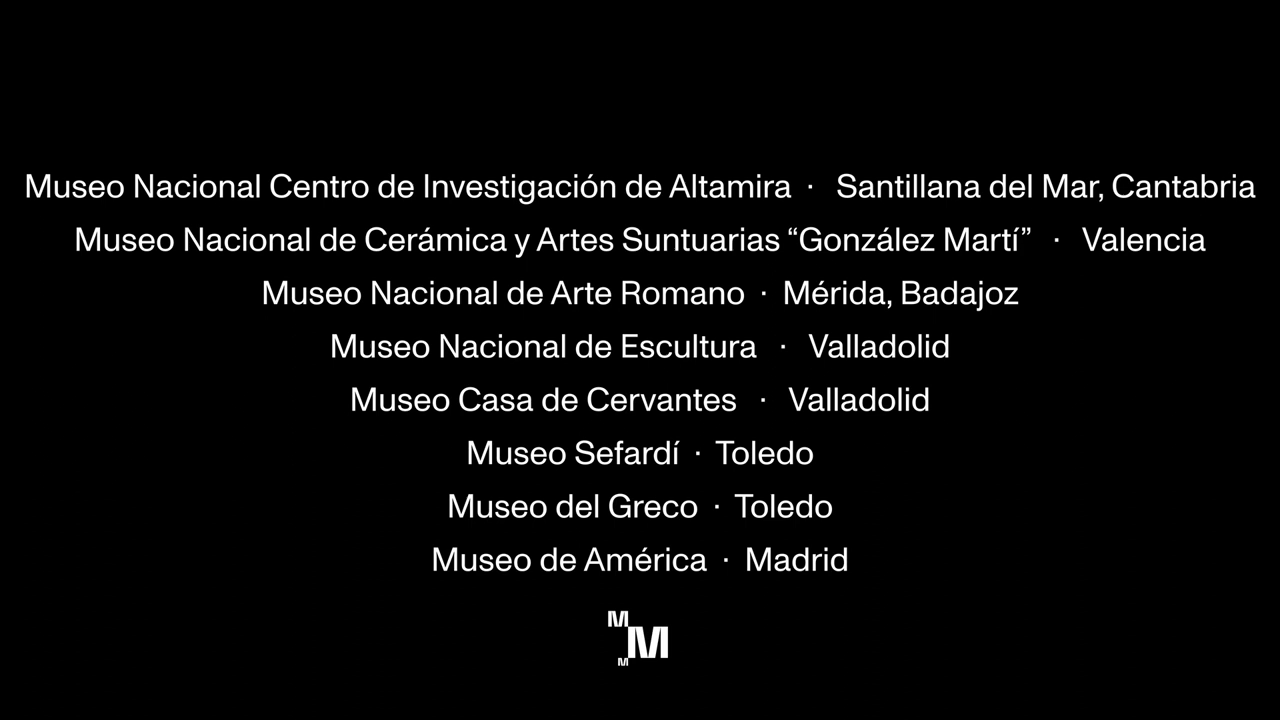 Museo Nacional Centro de Investigación de Altamira · Santillana del Mar, Cantabria
Museo Nacional de Cerámica y Artes Suntuarias “González Martí” · Valencia
Museo Nacional de Arte Romano · Mérida, Badajoz
Museo Nacional de Escultura · Valladolid
Museo Casa de Cervantes · Valladolid
Museo Sefardí · Toledo
Museo del Greco · Toledo
Museo de América · Madrid
M
M
M